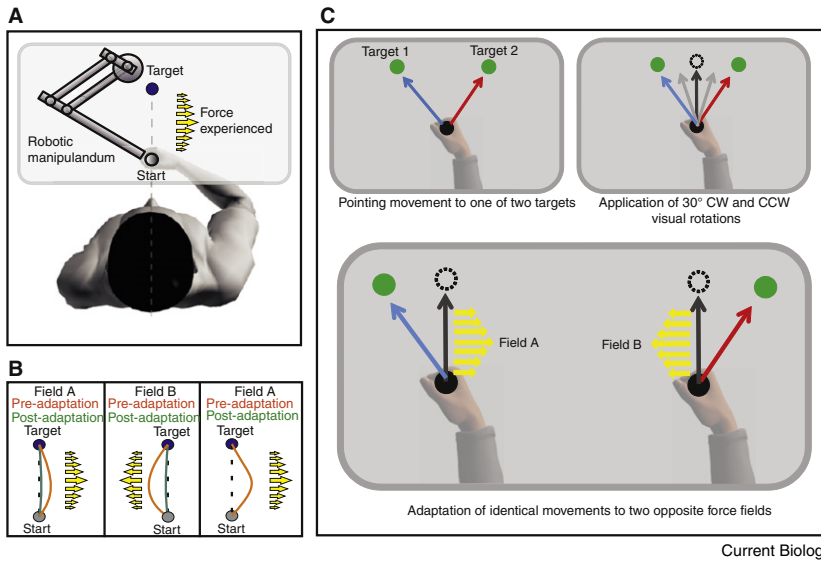 A
Target
Force
experienced
Robotic
manipulandum
Start
B
Field A
Pre-adaptation
Post-adaptation
Target
Start
Field B
Pre-adaptation
Post-adaptation
Target
Start
Field A
Pre-adaptation
Post-adaptation
Target
Start
C
Target 1
Target 2
Pointing movement to one of two targets
Application of 30° CW and CCW
visual rotations
Field A
Field B
Adaptation of identical movements to two opposite force fields
Current Biolog